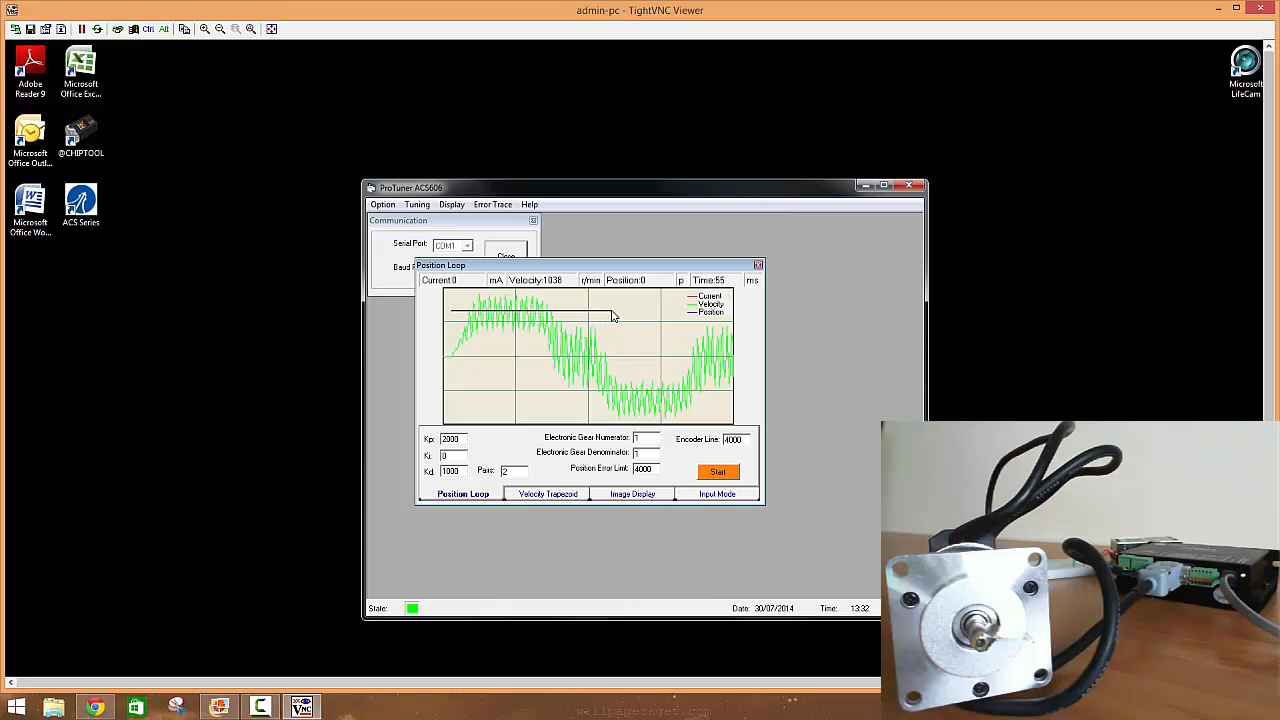 admin-pc - TightVNC Viewer
Ctrl Alt
Adobe
Reader 9
Microsoft
Office Exc...
Microsoft
LifeCam
Microsoft
Office Outl...
@CHIPTOOL
Microsoft
Office Wo...
ACS Series
ProTuner ACS606
Option Tuning Display Error Trace Help
Communication
Serial Port: COM1
Position Loop
Current:0 mA Velocity:1038 r/min Position:0 p Time:55 ms
Current
Velocity
Position
Kp: 2000 Electronic Gear Numerator: 1 Encoder Line: 4000
Ki: 0 Electronic Gear Denominator: 1
Kd: 1000 Pairs: 2 Position Error Limt: 4000 Start
Position Loop Velocity Trapezoid Image Display Input Mode
State: Date: 30/07/2014 Time: 13:32
wallpapersget.com